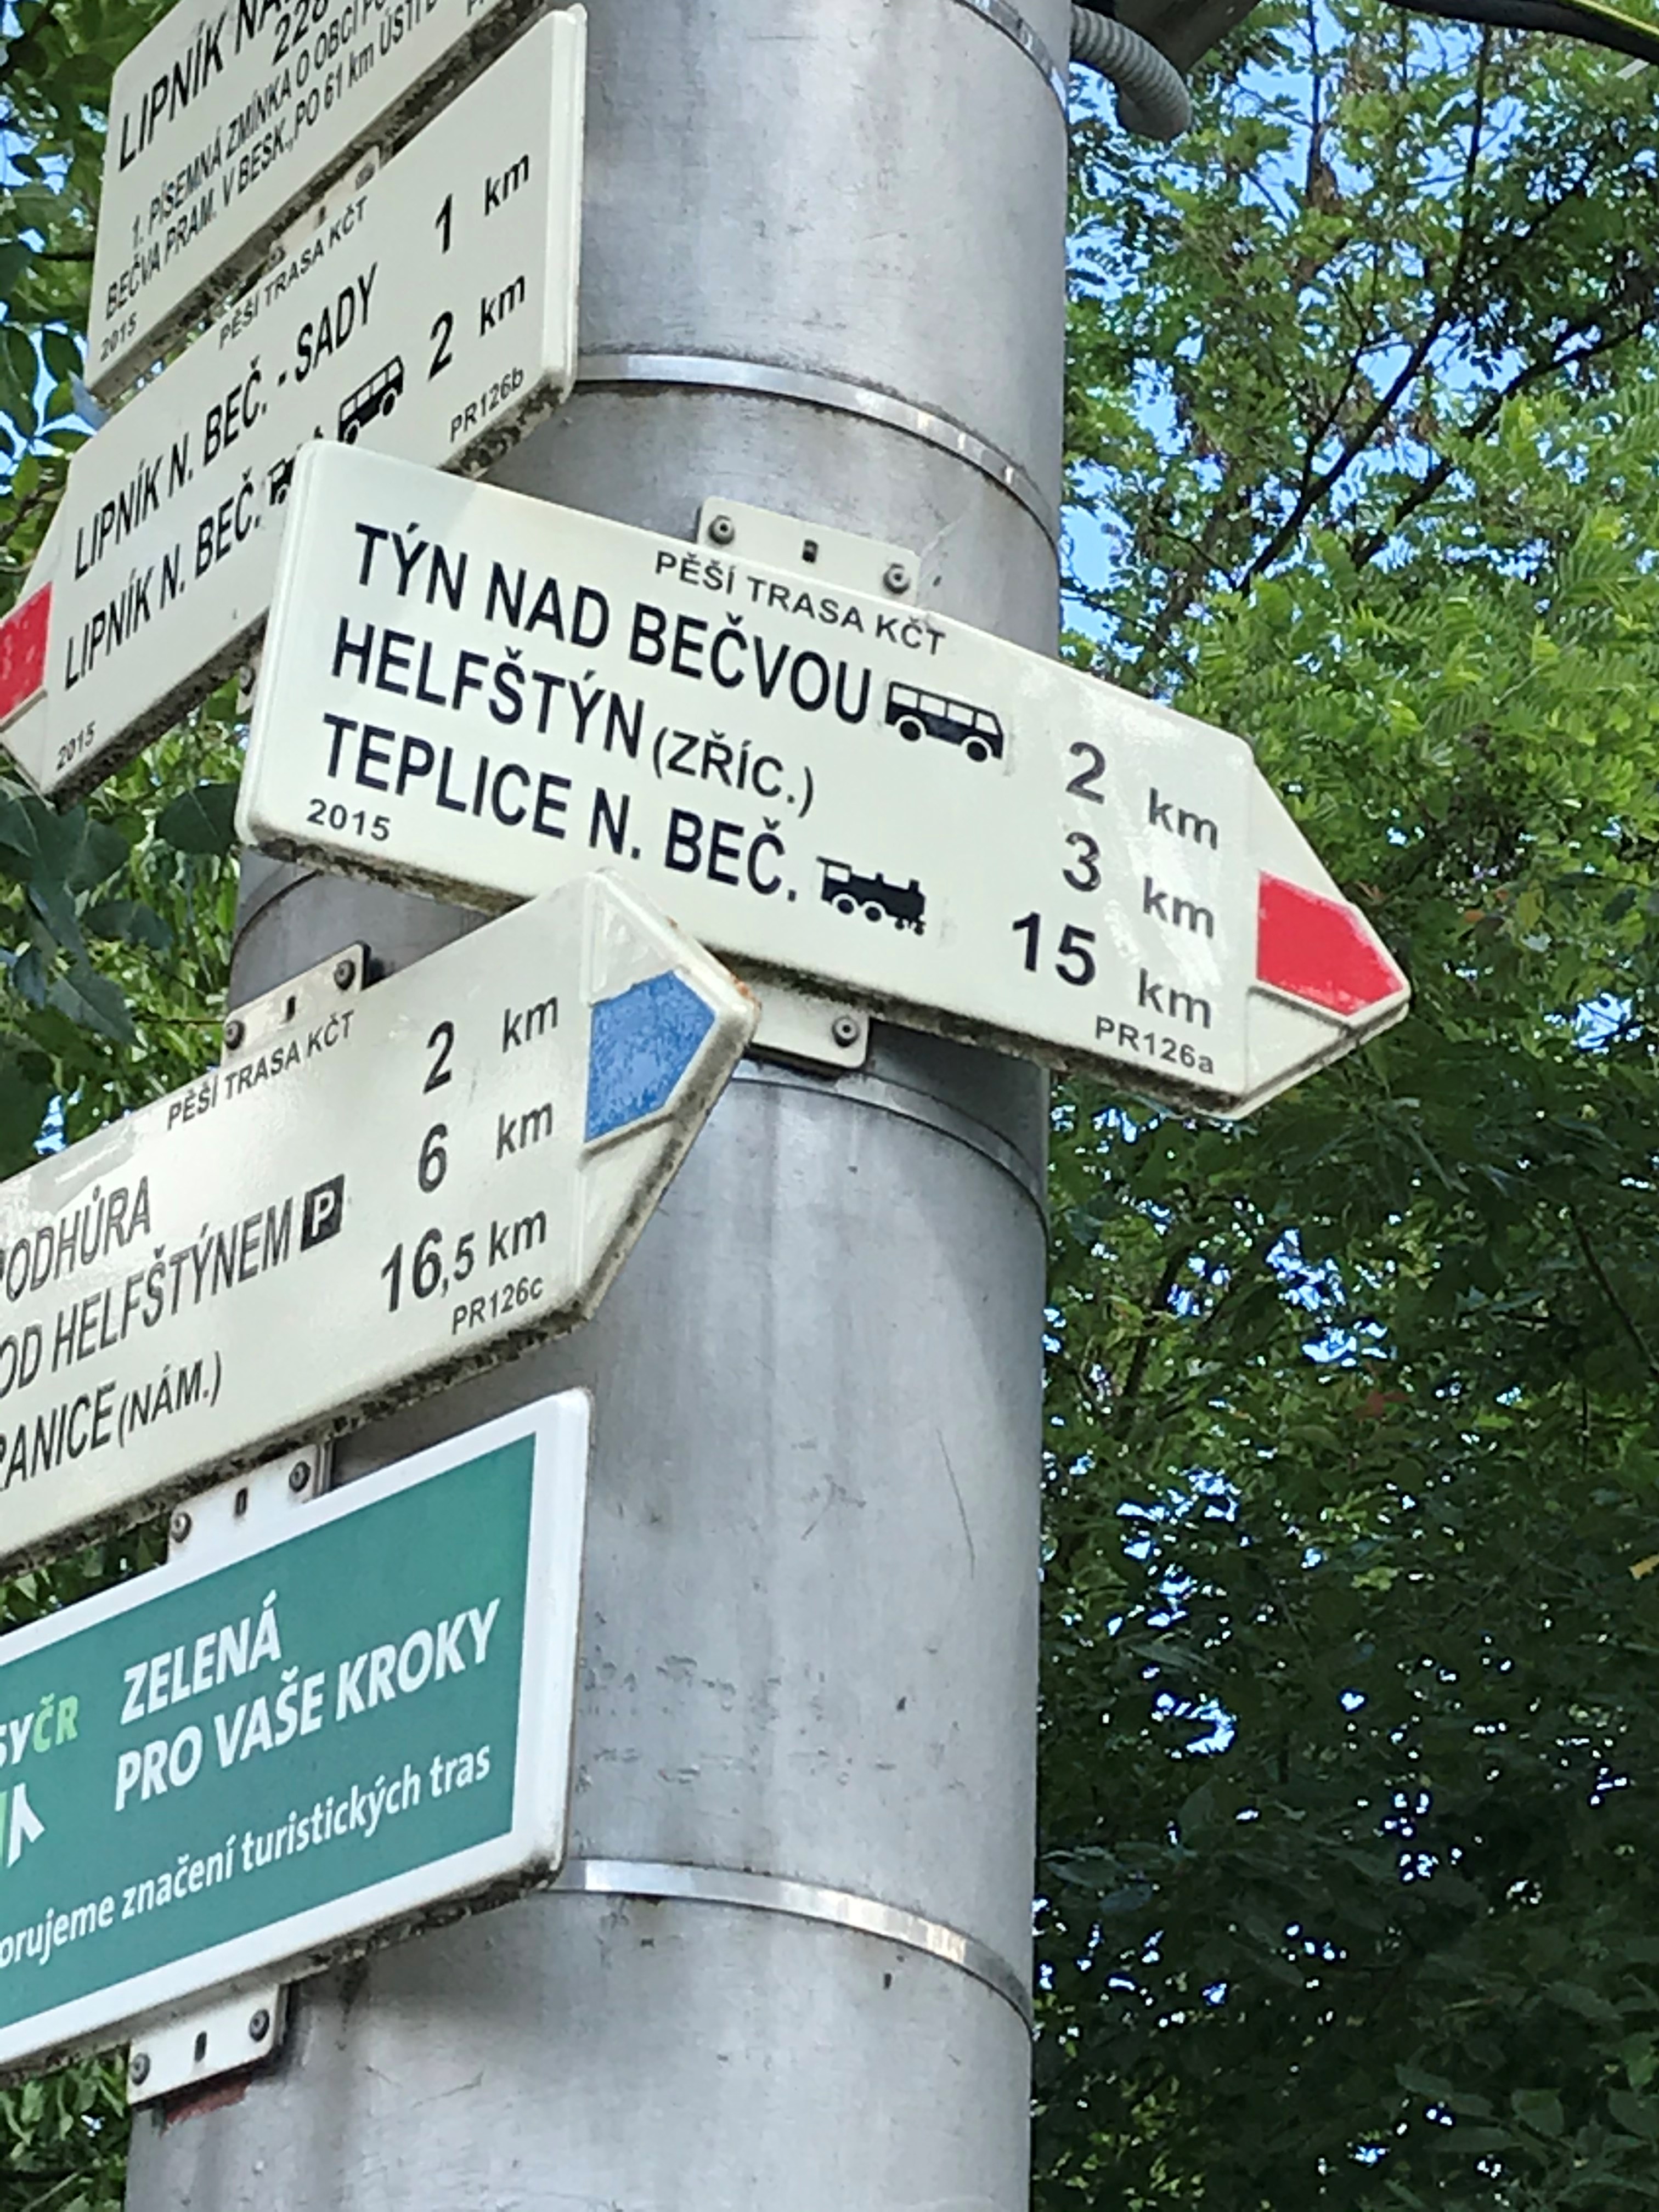 LIPNÍK
228
1. PÍSEMNÁ ZMÍNKA O OBCI
BEČVA PRAM. V BESK., PO 61 km ÚSTÍ
2015
PĚŠÍ TRASA KČT
LIPNÍK N. BEČ. - SADY 1 km
LIPNÍK N. BEČ. 2 km
2015 PR126b
PĚŠÍ TRASA KČT
TÝN NAD BEČVOU 2 km
HELFŠTÝN (ZŘÍC.) 3 km
TEPLICE N. BEČ. 15 km
2015 PR126a
PĚŠÍ TRASA KČT
PODHŮRA 2 km
HELFŠTÝNEM P 6 km
(NÁM.) 16,5 km
PR126c
ČR
ZELENÁ
PRO VAŠE KROKY
značení turistických tras